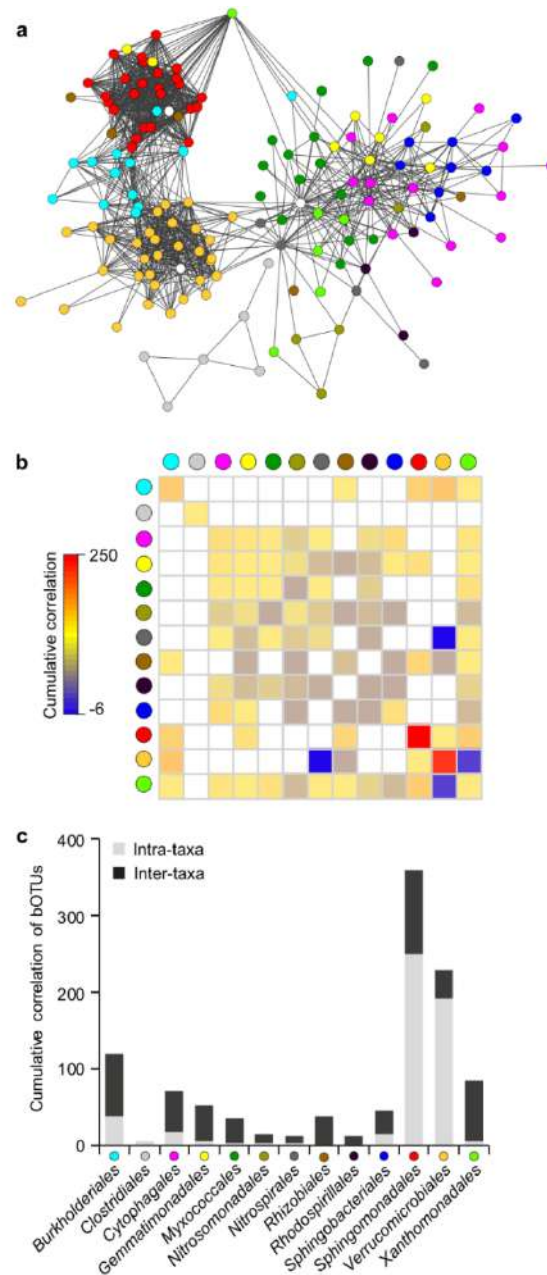 a
b
Cumulative correlation
250
-6
c
Cumulative correlation of bOTUs
400
300
200
100
0
Intra-taxa
Inter-taxa
Burkholderiales
Clostridiales
Cytophagales
Gemmatimonadales
Myxococcales
Nitrosomonadales
Nitrospirales
Rhizobiales
Rhodospirillales
Sphingobacteriales
Sphingomonadales
Verrucomicrobiales
Xanthomonadales